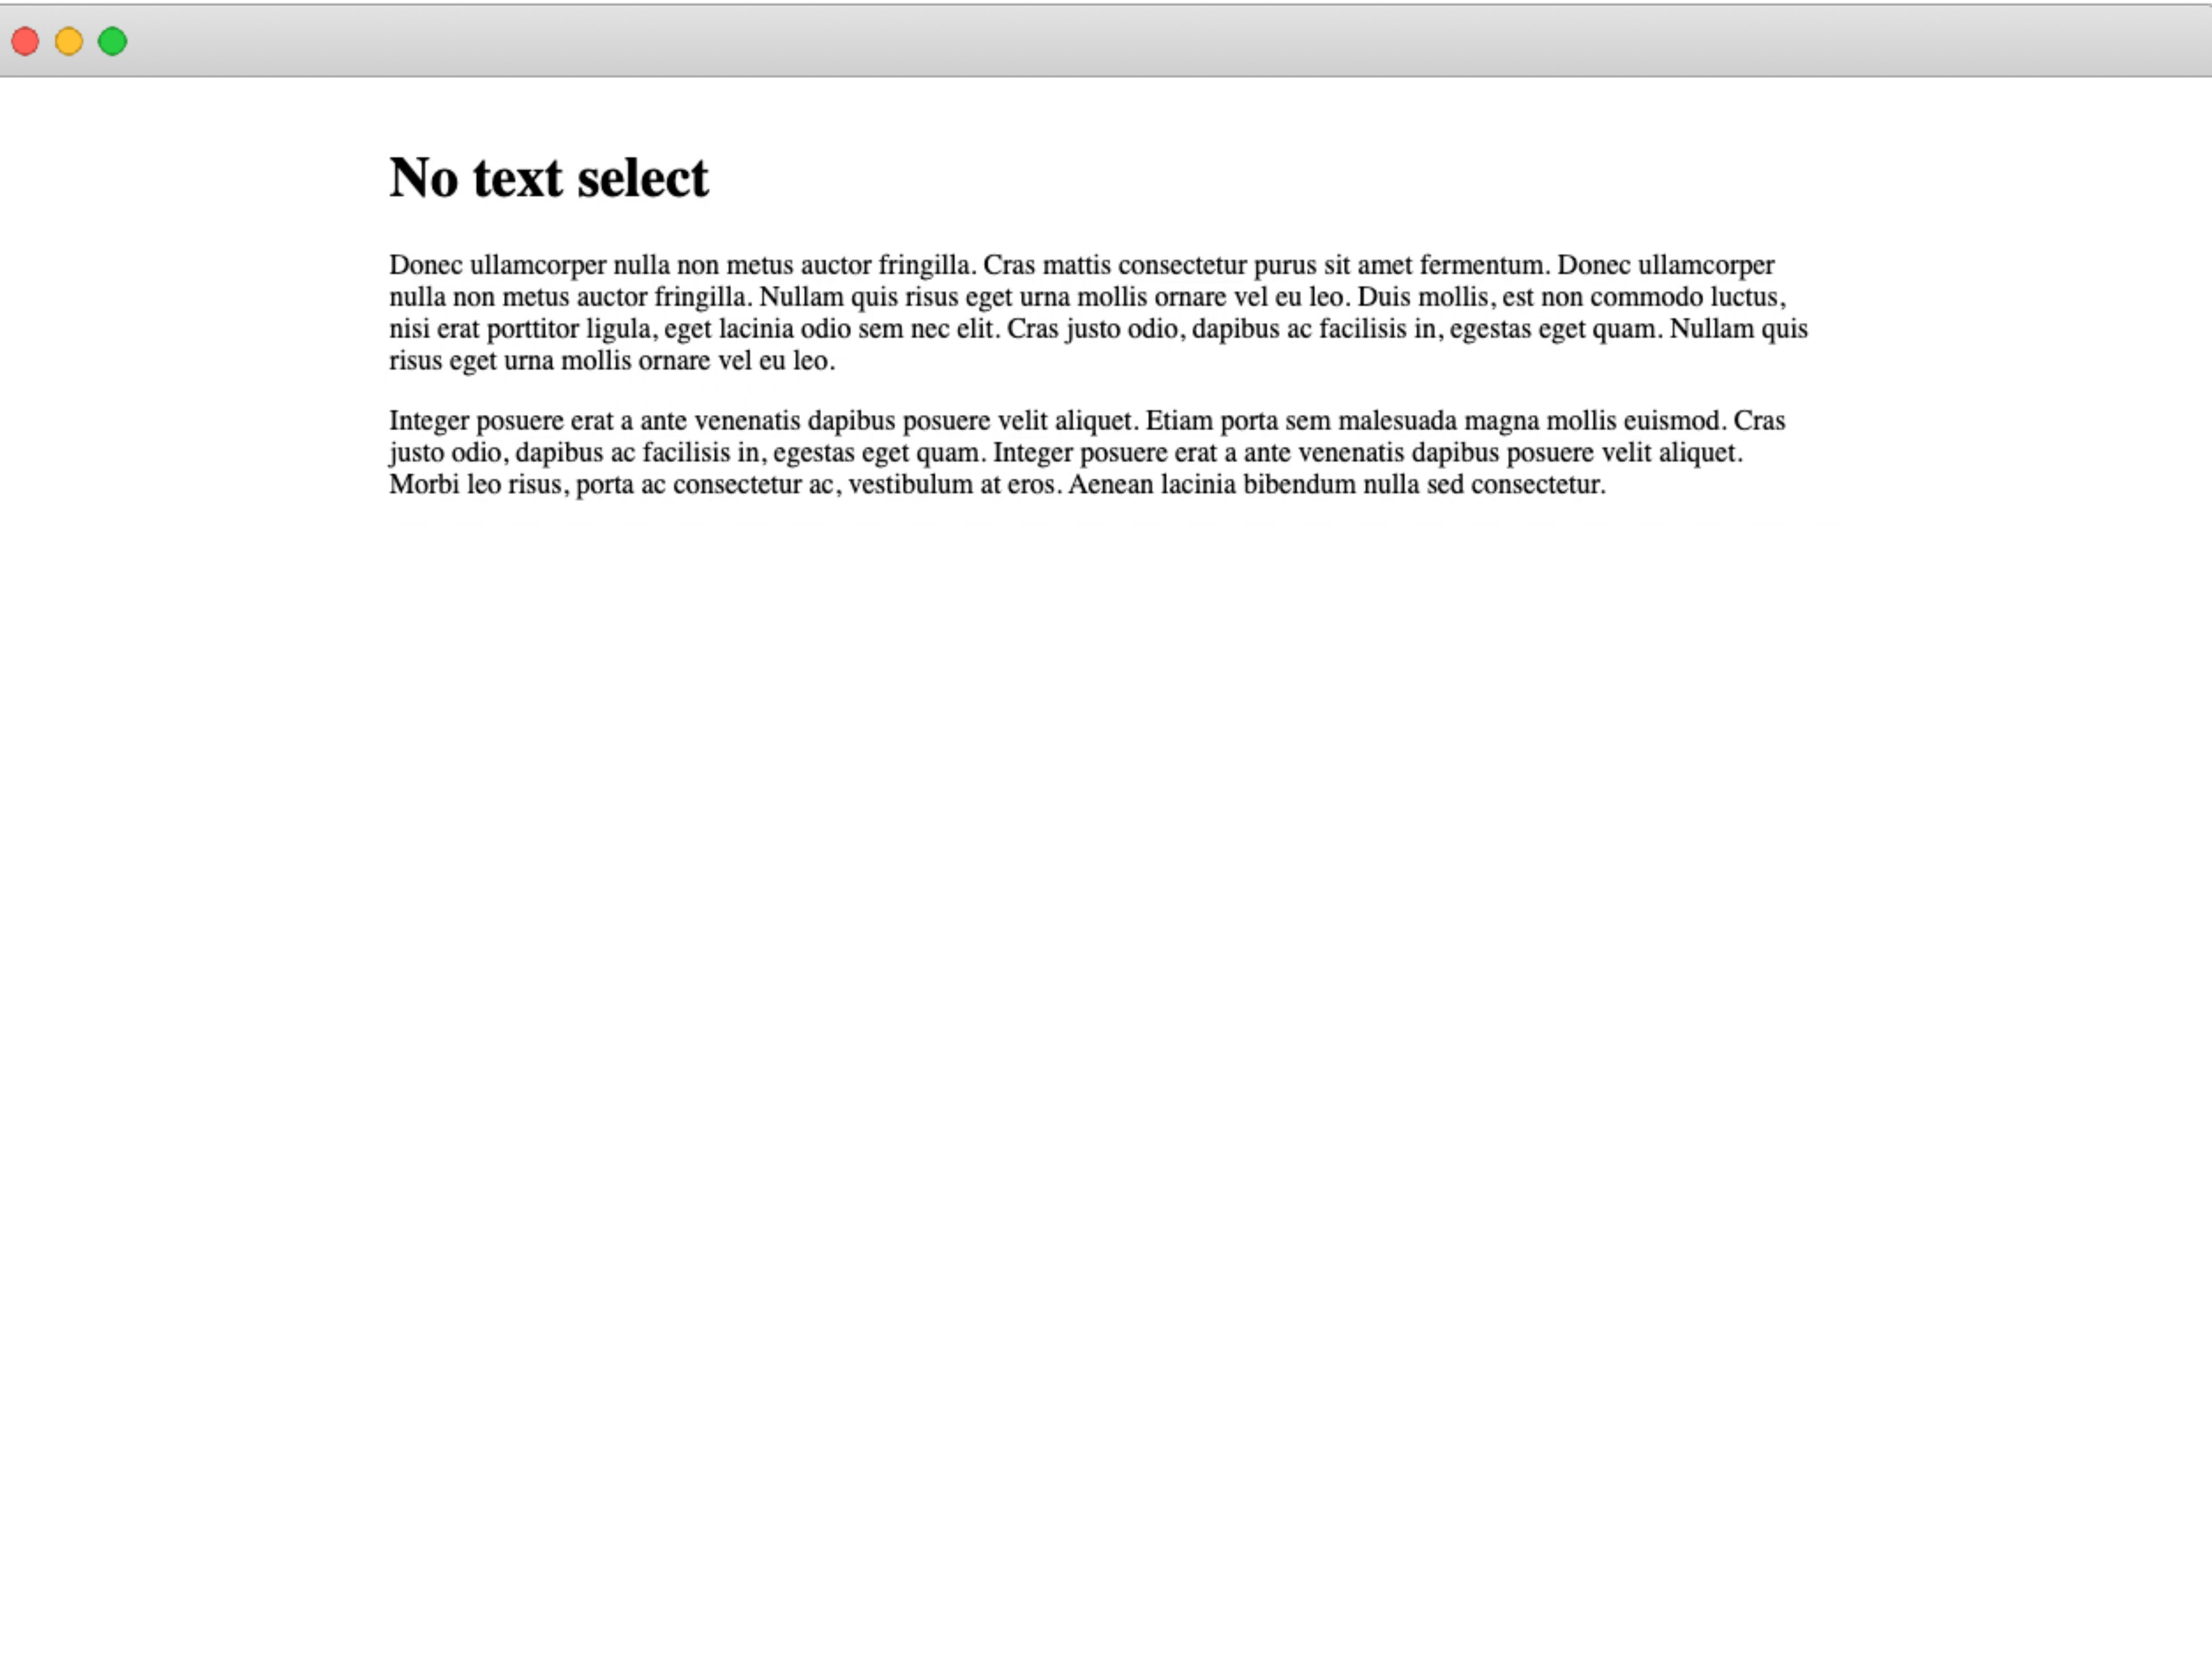 No text select
Donec ullamcorper nulla non metus auctor fringilla. Cras mattis consectetur purus sit amet fermentum. Donec ullamcorper
nulla non metus auctor fringilla. Nullam quis risus eget urna mollis ornare vel eu leo. Duis mollis, est non commodo luctus,
nisi erat porttitor ligula, eget lacinia odio sem nec elit. Cras justo odio, dapibus ac facilisis in, egestas eget quam. Nullam quis
risus eget urna mollis ornare vel eu leo.
Integer posuere erat a ante venenatis dapibus posuere velit aliquet. Etiam porta sem malesuada magna mollis euismod. Cras
justo odio, dapibus ac facilisis in, egestas eget quam. Integer posuere erat a ante venenatis dapibus posuere velit aliquet.
Morbi leo risus, porta ac consectetur ac, vestibulum at eros. Aenean lacinia bibendum nulla sed consectetur.